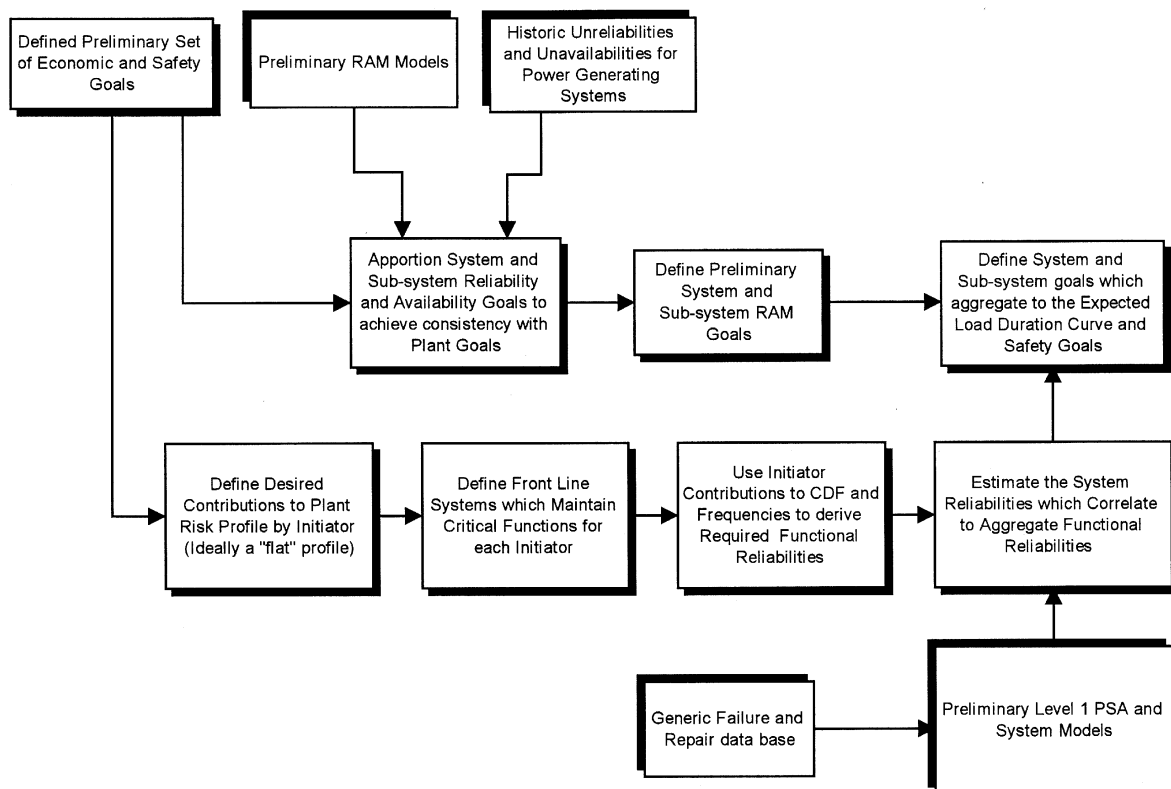 Defined Preliminary Set
of Economic and Safety
Goals
Preliminary RAM Models
Historic Unreliabilities
and Unavailabilities for
Power Generating
Systems
Apportion System and
Sub-system Reliability
and Availability Goals to
achieve consistency with
Plant Goals
Define Preliminary
System and
Sub-system RAM
Goals
Define System and
Sub-system goals which
aggregate to the Expected
Load Duration Curve and
Safety Goals
Define Desired
Contributions to Plant
Risk Profile by Initiator
(Ideally a "flat" profile)
Define Front Line
Systems which Maintain
Critical Functions for
each Initiator
Use Initiator
Contributions to CDF and
Frequencies to derive
Required Functional
Reliabilities
Estimate the System
Reliabilities which Correlate
to Aggregate Functional
Reliabilities
Generic Failure and
Repair data base
Preliminary Level 1 PSA and
System Models